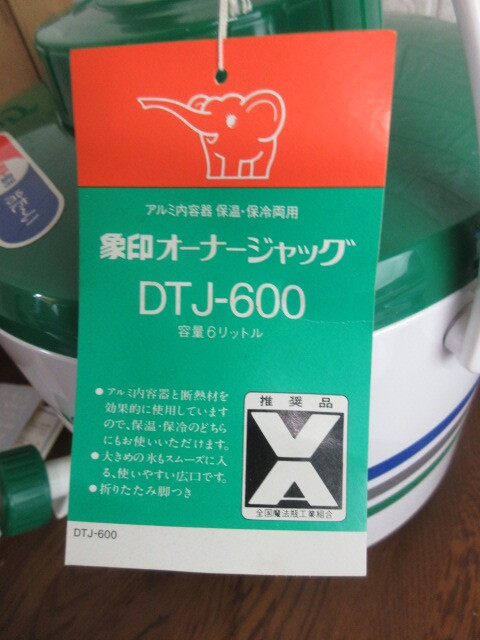 アルミ内容器 保温・保冷両用
象印オーナージャッグ
DTJ-600
容量6リットル
●アルミ内容器と断熱材を
効果的に使用しています
ので、保温・保冷のどちら
にもお使いいただけます。
●大きめの氷もスムーズに入
る、使いやすい広口です。
●折りたたみ脚つき
推奨品
VA
全国魔法瓶工業組合
DTJ-600